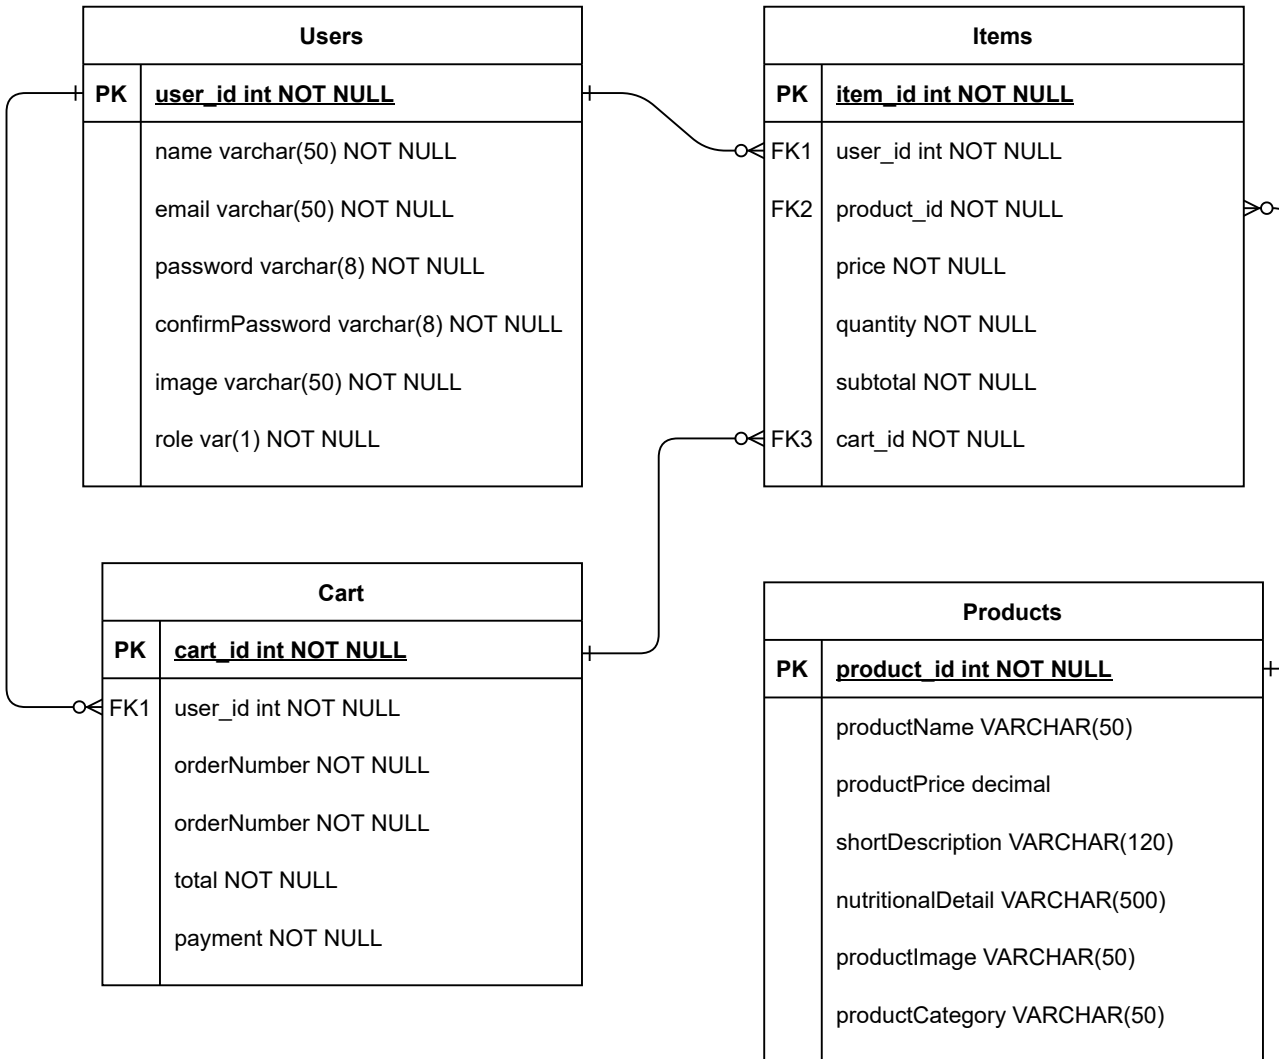 Users
PK user_id int NOT NULL
name varchar(50) NOT NULL
email varchar(50) NOT NULL
password varchar(8) NOT NULL
confirmPassword varchar(8) NOT NULL
image varchar(50) NOT NULL
role var(1) NOT NULL
Items
PK item_id int NOT NULL
FK1 user_id int NOT NULL
FK2 product_id NOT NULL
price NOT NULL
quantity NOT NULL
subtotal NOT NULL
FK3 cart_id NOT NULL
Cart
PK cart_id int NOT NULL
FK1 user_id int NOT NULL
orderNumber NOT NULL
orderNumber NOT NULL
total NOT NULL
payment NOT NULL
Products
PK product_id int NOT NULL
productName VARCHAR(50)
productPrice decimal
shortDescription VARCHAR(120)
nutritionalDetail VARCHAR(500)
productImage VARCHAR(50)
productCategory VARCHAR(50)